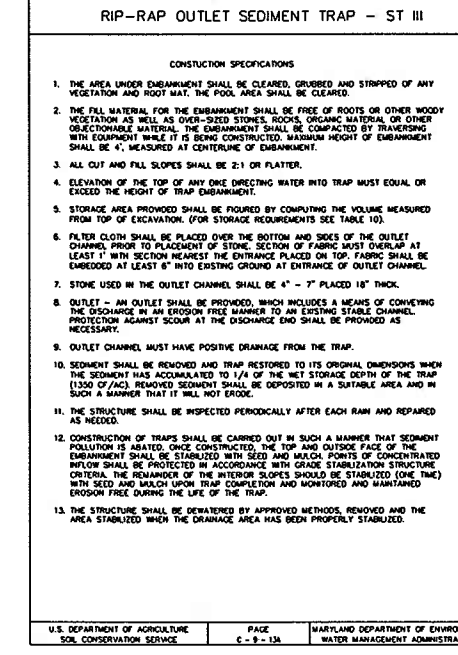 RIP-RAP OUTLET SEDIMENT TRAP - ST III
CONSTUCTION SPECIFICATIONS
1. THE AREA UNDER EMBANKMENT SHALL BE CLEARED, GRUBBED AND STRIPPED OF ANY
VEGETATION AND ROOT MAT. THE POOL AREA SHALL BE CLEARED.
2. THE FILL MATERIAL FOR THE EMBANKMENT SHALL BE FREE OF ROOTS OR OTHER WOODY
VEGETATION AS WELL AS OVER-SIZED STONES, ROCKS, ORGANIC MATERIAL OR OTHER
OBJECTIONABLE MATERIAL. THE EMBANKMENT SHALL BE COMPACTED BY TRAVERSING
WITH EQUIPMENT WHILE IT IS BEING CONSTRUCTED. MAXIMUM HEIGHT OF EMBANKMENT
SHALL BE 4', MEASURED AT CENTERLINE OF EMBANKMENT.
3. ALL CUT AND FILL SLOPES SHALL BE 2:1 OR FLATTER.
4. ELEVATION OF THE TOP OF ANY DIKE DIRECTING WATER INTO TRAP MUST EQUAL OR
EXCEED THE HEIGHT OF TRAP EMBANKMENT.
5. STORAGE AREA PROVIDED SHALL BE FIGURED BY COMPUTING THE VOLUME MEASURED
FROM TOP OF EXCAVATION. (FOR STORAGE REQUIREMENTS SEE TABLE 10).
6. FILTER CLOTH SHALL BE PLACED OVER THE BOTTOM AND SIDES OF THE OUTLET
CHANNEL PRIOR TO PLACEMENT OF STONE. SECTION OF FABRIC MUST OVERLAP AT
LEAST 1' WITH SECTION NEAREST THE ENTRANCE PLACED ON TOP. FABRIC SHALL BE
EMBEDDED AT LEAST 6" INTO EXISTING GROUND AT ENTRANCE OF OUTLET CHANNEL.
7. STONE USED IN THE OUTLET CHANNEL SHALL BE 4" - 7" PLACED 18" THICK.
8. OUTLET - AN OUTLET SHALL BE PROVIDED, WHICH INCLUDES A MEANS OF CONVEYING
THE DISCHARGE IN AN EROSION FREE MANNER TO AN EXISTING STABLE CHANNEL.
PROTECTION AGAINST SCOUR AT THE DISCHARGE END SHALL BE PROVIDED AS
NECESSARY.
9. OUTLET CHANNEL MUST HAVE POSITIVE DRAINAGE FROM THE TRAP.
10. SEDIMENT SHALL BE REMOVED AND TRAP RESTORED TO ITS ORIGINAL DIMENSIONS WHEN
THE SEDIMENT HAS ACCUMULATED TO 1/4 OF THE WET STORAGE DEPTH OF THE TRAP
(1350 CF/AC). REMOVED SEDIMENT SHALL BE DEPOSITED IN A SUITABLE AREA AND IN
SUCH A MANNER THAT IT WILL NOT ERODE.
11. THE STRUCTURE SHALL BE INSPECTED PERIODICALLY AFTER EACH RAIN AND REPAIRED
AS NEEDED.
12. CONSTRUCTION OF TRAPS SHALL BE CARRIED OUT IN SUCH A MANNER THAT SEDIMENT
POLLUTION IS ABATED. ONCE CONSTRUCTED, THE TOP AND OUTSIDE FACE OF THE
EMBANKMENT SHALL BE STABILIZED WITH SEED AND MULCH. POINTS OF CONCENTRATED
INFLOW SHALL BE PROTECTED IN ACCORDANCE WITH GRADE STABILIZATION STRUCTURE
CRITERIA. THE REMAINDER OF THE INTERIOR SLOPES SHOULD BE STABILIZED (ONE TIME)
WITH SEED AND MULCH UPON TRAP COMPLETION AND MONITORED AND MAINTAINED
EROSION FREE DURING THE LIFE OF THE TRAP.
13. THE STRUCTURE SHALL BE DEWATERED BY APPROVED METHODS, REMOVED AND THE
AREA STABILIZED WHEN THE DRAINAGE AREA HAS BEEN PROPERLY STABILIZED.
U.S. DEPARTMENT OF AGRICULTURE PAGE MARYLAND DEPARTMENT OF ENVIRO
SOIL CONSERVATION SERVICE C - 9 - 13A WATER MANAGEMENT ADMINISTRA